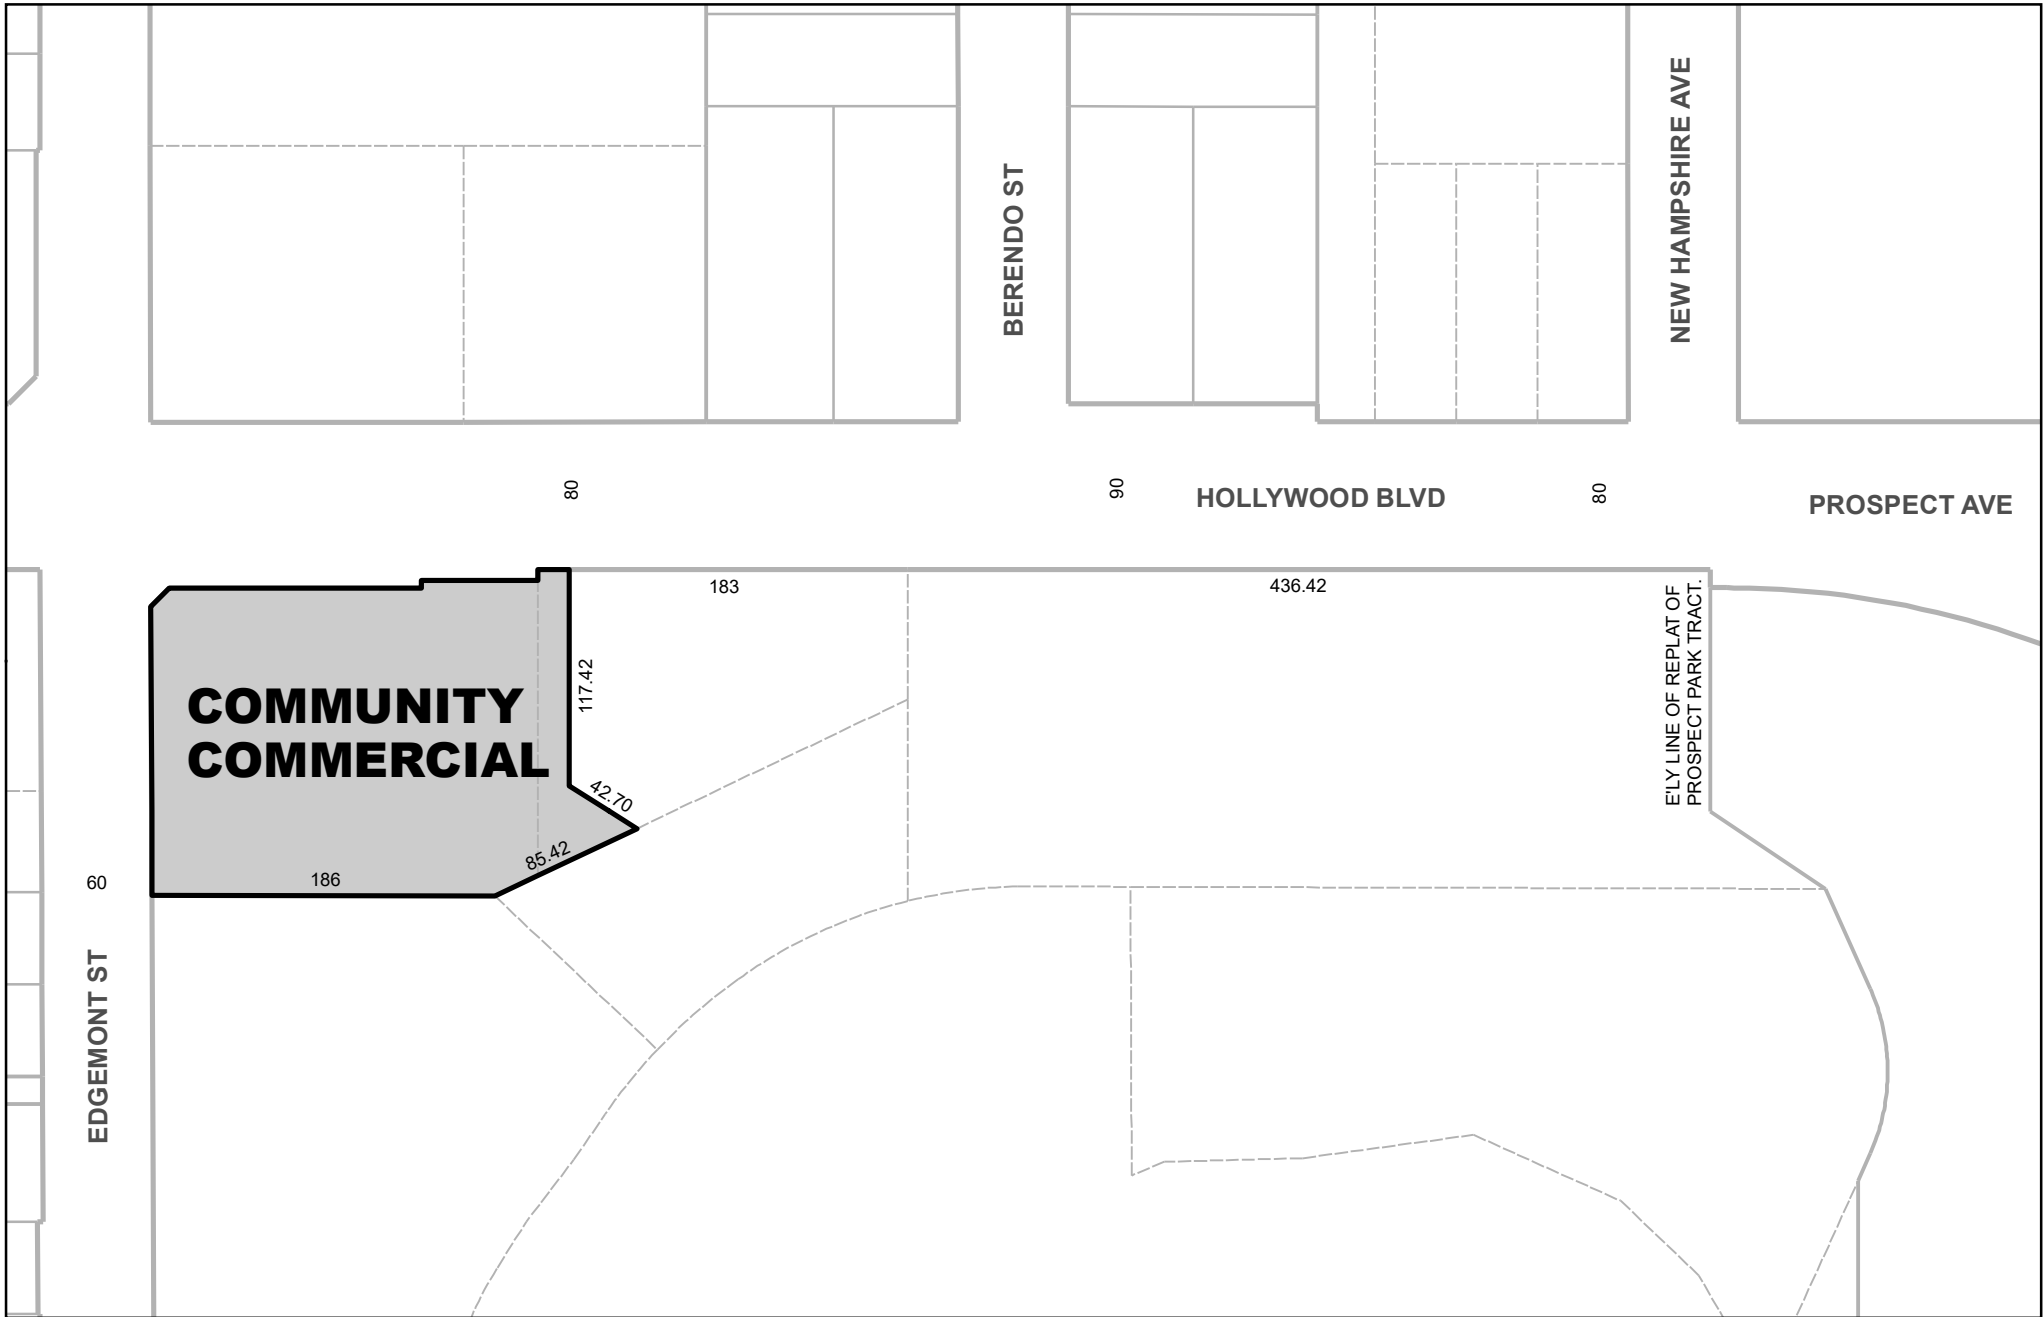 BERENDO ST
NEW HAMPSHIRE AVE
80
90
HOLLYWOOD BLVD
80
PROSPECT AVE
183
436.42
E'LY LINE OF REPLAT OF
PROSPECT PARK TRACT.
117.42
COMMUNITY
COMMERCIAL
42.70
85.42
186
60
EDGEMONT ST